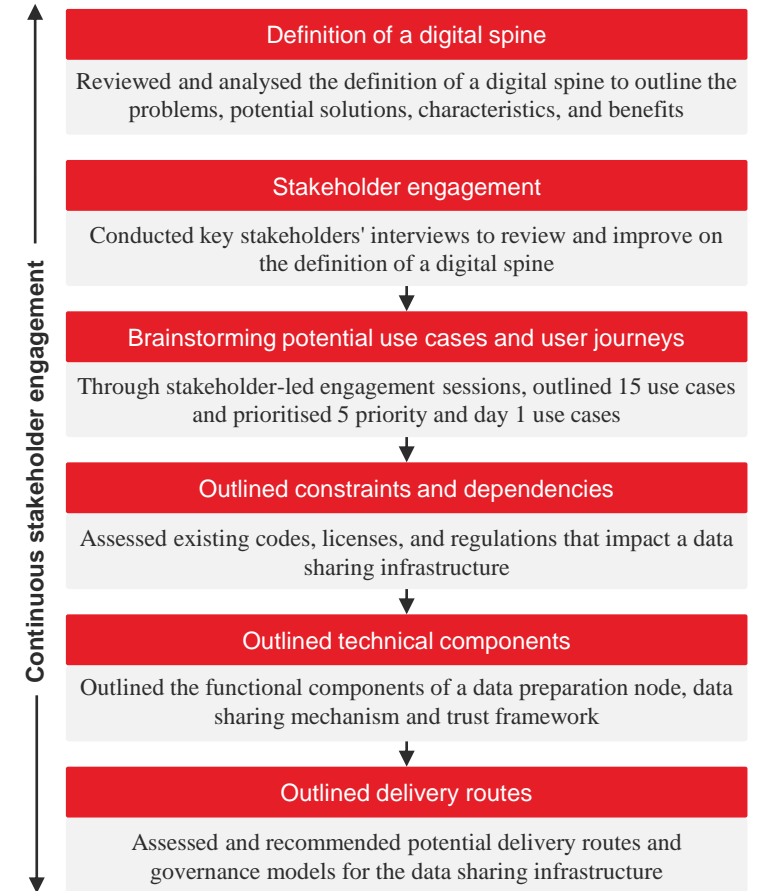 Definition of a digital spine
Reviewed and analysed the definition of a digital spine to outline the
problems, potential solutions, characteristics, and benefits
Stakeholder engagement
Conducted key stakeholders' interviews to review and improve on
the definition of a digital spine
Brainstorming potential use cases and user journeys
Through stakeholder-led engagement sessions, outlined 15 use cases
and prioritised 5 priority and day 1 use cases
Outlined constraints and dependencies
Assessed existing codes, licenses, and regulations that impact a data
sharing infrastructure
Outlined technical components
Outlined the functional components of a data preparation node, data
sharing mechanism and trust framework
Outlined delivery routes
Assessed and recommended potential delivery routes and
governance models for the data sharing infrastructure
Continuous stakeholder engagement